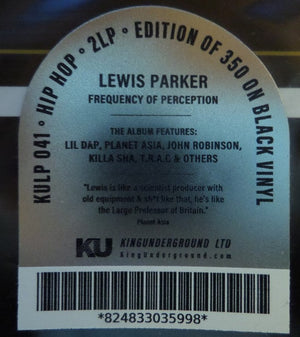 KULP 041 • HIP HOP • 2LP • EDITION OF 350 ON BLACK VINYL
LEWIS PARKER
FREQUENCY OF PERCEPTION
THE ALBUM FEATURES:
LIL DAP, PLANET ASIA, JOHN ROBINSON,
KILLA SHA, T.R.A.C & OTHERS
"Lewis is like a scientist producer with
old equipment & sh*t like that, he's like
the Large Professor of Britain."
Planet Asia
KU KINGUNDERGROUND LTD
KingUnderground.com
*824833035998*